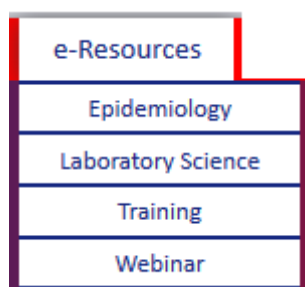 e-Resources
Epidemiology
Laboratory Science
Training
Webinar